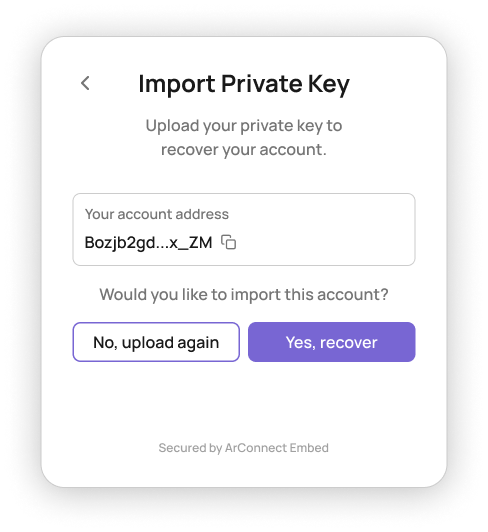 Import Private Key
Upload your private key to
recover your account.
Your account address
Bozjb2gd...x_ZM
Would you like to import this account?
No, upload again
Yes, recover
Secured by ArConnect Embed